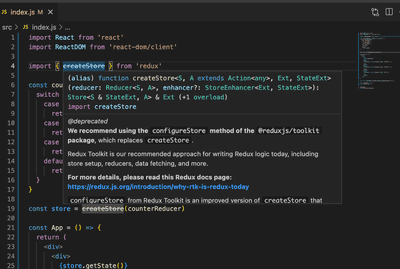 JS index.js ×
src > JS index.js > ...
1 import React from 'react'
2 import ReactDOM from 'react-dom/client'
3
4 import { createStore } from 'redux'
5 (alias) function createStore<S, A extends Action<any>, Ext, StateExt>
6 const cou (reducer: Reducer<S, A>, enhancer?: StoreEnhancer<Ext, StateExt>):
7 switch Store<S & StateExt, A> & Ext (+1 overload)
8 case import createStore
9 ret
10 case @deprecated
11 ret We recommend using the configureStore method of the @reduxjs/toolkit
12 case package, which replaces createStore.
13 ret
14 defau Redux Toolkit is our recommended approach for writing Redux logic today, including
15 ret store setup, reducers, data fetching, and more.
16 }
17 } For more details, please read this Redux docs page:
18 https://redux.js.org/introduction/why-rtk-is-redux-today
configureStore from Redux Toolkit is an improved version of createStore that
19 const store = createStore(counterReducer)
20
21 const App = () => {
22 return (
23 <div>
24 <div>
25 {store.getState()}